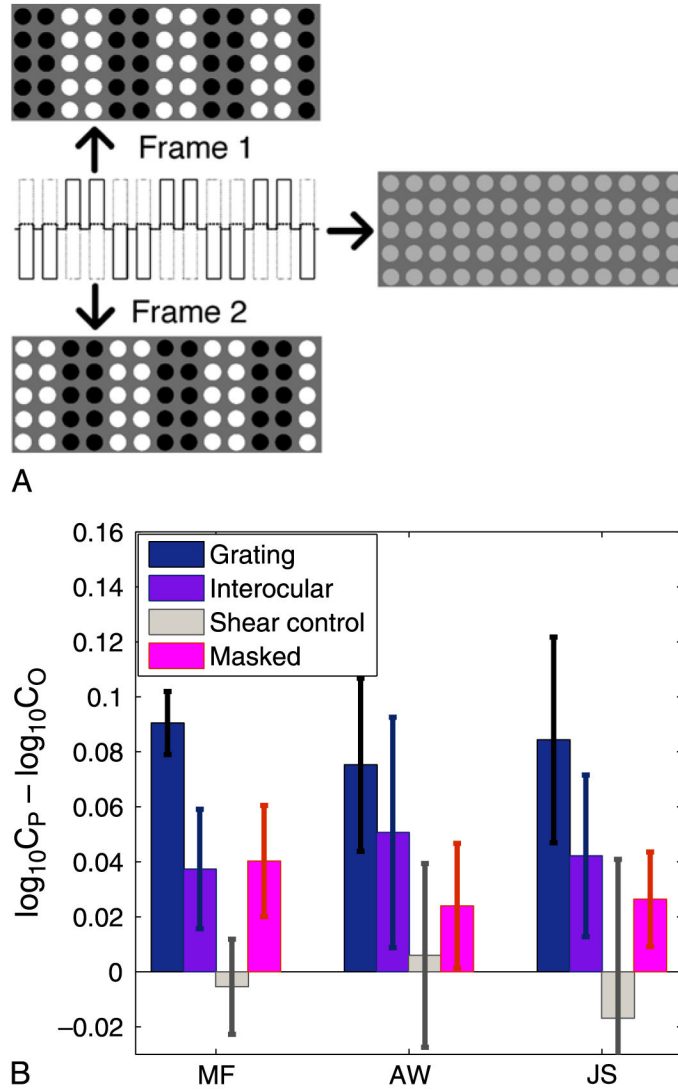 Frame 1
Frame 2
A
0.16
0.14
0.12
0.1
0.08
0.06
0.04
0.02
0
−0.02
log10CP − log10CO
Grating
Interocular
Shear control
Masked
MF
AW
JS
B